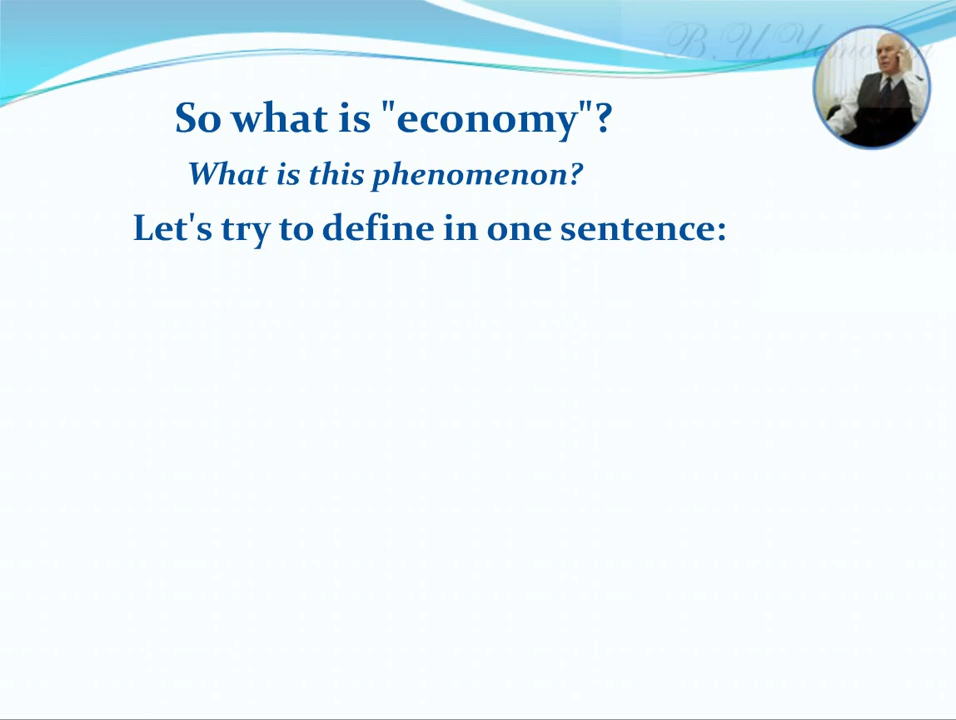 So what is "economy"?
What is this phenomenon?
Let's try to define in one sentence: